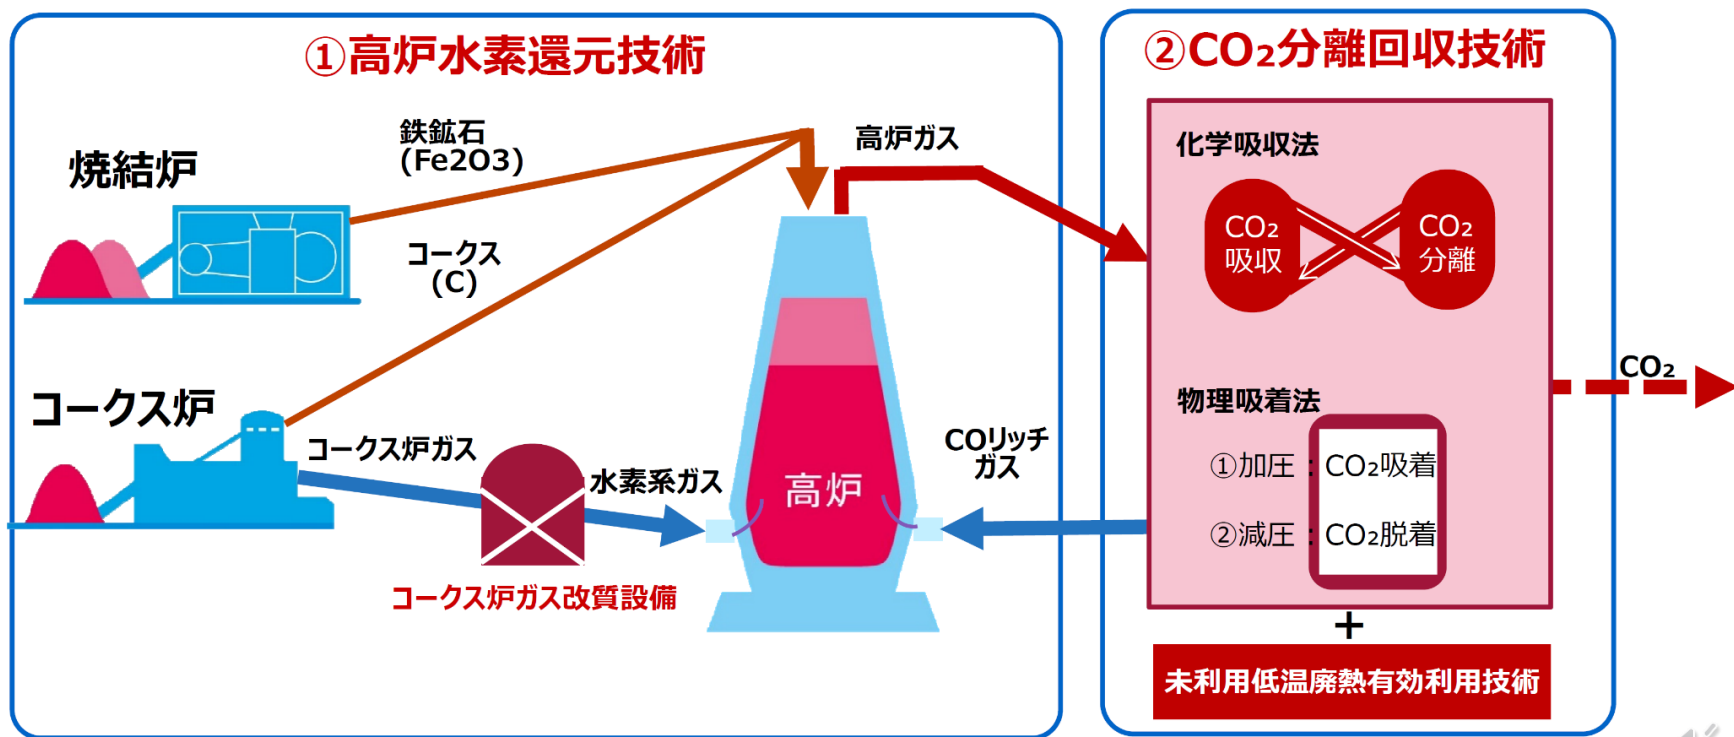 ①高炉水素還元技術
焼結炉
鉄鉱石
(Fe2O3)
コークス
(C)
高炉ガス
コークス炉
コークス炉ガス
水素系ガス
コークス炉ガス改質設備
高炉
COリッチ
ガス
②CO₂分離回収技術
化学吸収法
CO₂
吸収
CO₂
分離
物理吸着法
①加圧：CO₂吸着
②減圧：CO₂脱着
+
未利用低温廃熱有効利用技術
CO₂